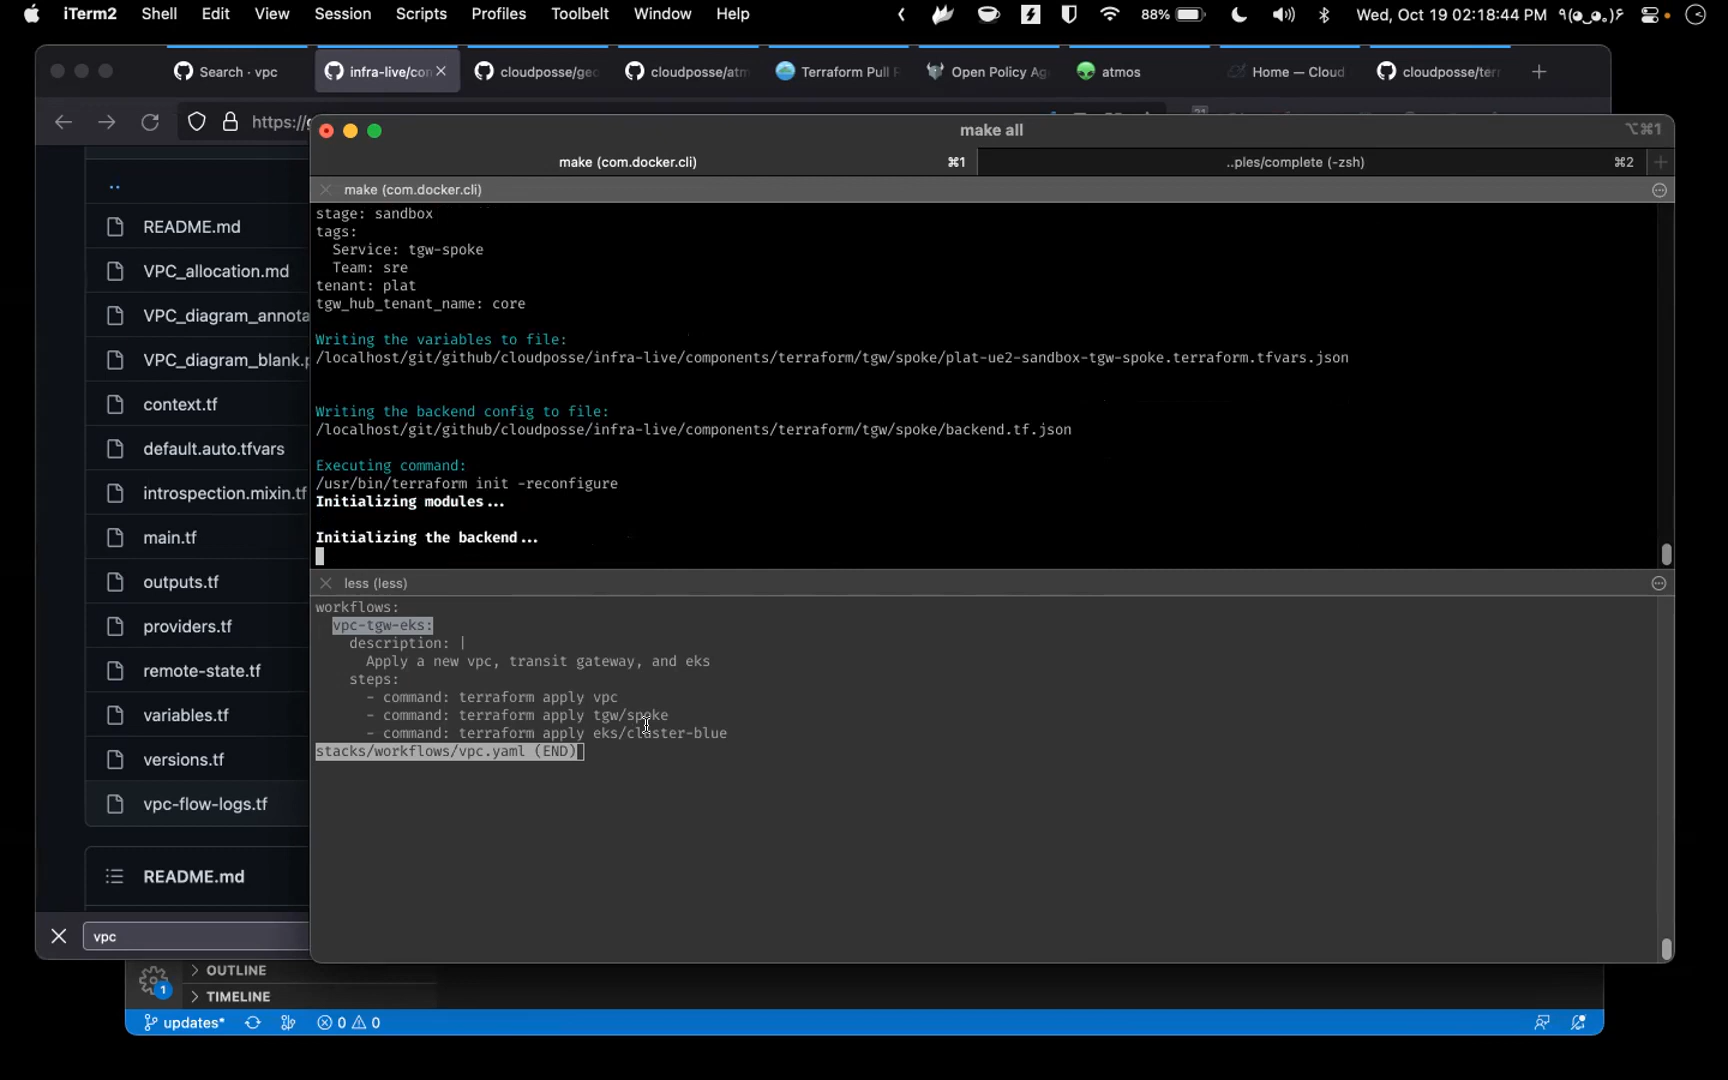 iTerm2 Shell Edit View Session Scripts Profiles Toolbelt Window Help 88% Wed, Oct 19 02:18:44 PM
Search · vpc infra-live/con cloudposse/geo cloudposse/atm Terraform Pull R Open Policy Ag atmos Home — Cloud cloudposse/terr
https://g
make all ⌥⌘1
make (com.docker.cli) ⌘1 ..ples/complete (-zsh) ⌘2
make (com.docker.cli)
stage: sandbox
tags:
Service: tgw-spoke
Team: sre
tenant: plat
tgw_hub_tenant_name: core
Writing the variables to file:
/localhost/git/github/cloudposse/infra-live/components/terraform/tgw/spoke/plat-ue2-sandbox-tgw-spoke.terraform.tfvars.json
Writing the backend config to file:
/localhost/git/github/cloudposse/infra-live/components/terraform/tgw/spoke/backend.tf.json
Executing command:
/usr/bin/terraform init -reconfigure
Initializing modules...
Initializing the backend...
less (less)
workflows:
vpc-tgw-eks:
description: |
Apply a new vpc, transit gateway, and eks
steps:
- command: terraform apply vpc
- command: terraform apply tgw/spoke
- command: terraform apply eks/cluster-blue
stacks/workflows/vpc.yaml (END)
..
README.md
VPC_allocation.md
VPC_diagram_annota
VPC_diagram_blank.p
context.tf
default.auto.tfvars
introspection.mixin.tf
main.tf
outputs.tf
providers.tf
remote-state.tf
variables.tf
versions.tf
vpc-flow-logs.tf
README.md
vpc
OUTLINE
1
TIMELINE
updates* 0 0